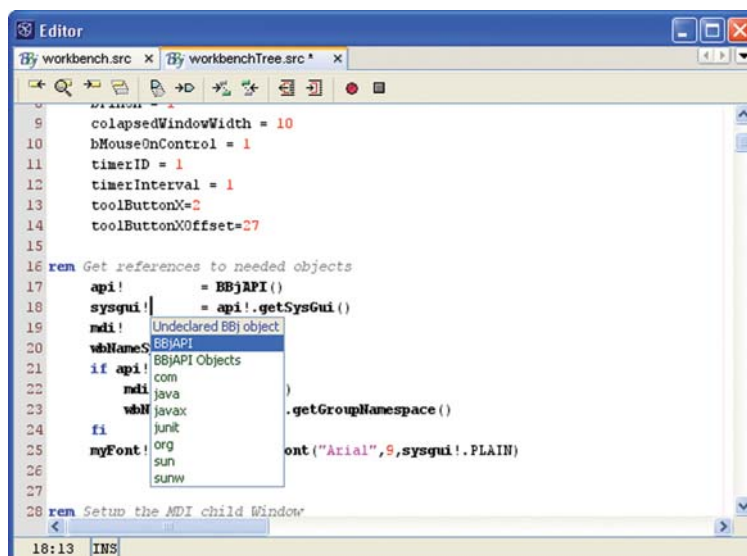 Editor
BBj workbench.src × BBj workbenchTree.src * ×
8
9 colapsedWindowWidth = 10
10 bMouseOnControl = 1
11 timerID = 1
12 timerInterval = 1
13 toolButtonX=2
14 toolButtonXOffset=27
15
16 rem Get references to needed objects
17 api! = BBjAPI()
18 sysgui! = api!.getSysGui()
19 mdi! Undeclared BBj object
20 wbNameS BBjAPI
21 if api! BBjAPI Objects
com
22 mdi java )
23 wbN javax .getGroupNamespace()
24 fi junit
25 myFont! org ont("Arial",9,sysgui!.PLAIN)
26 sun
27 sunw
28 rem Setup the MDI child Window
18:13 INS